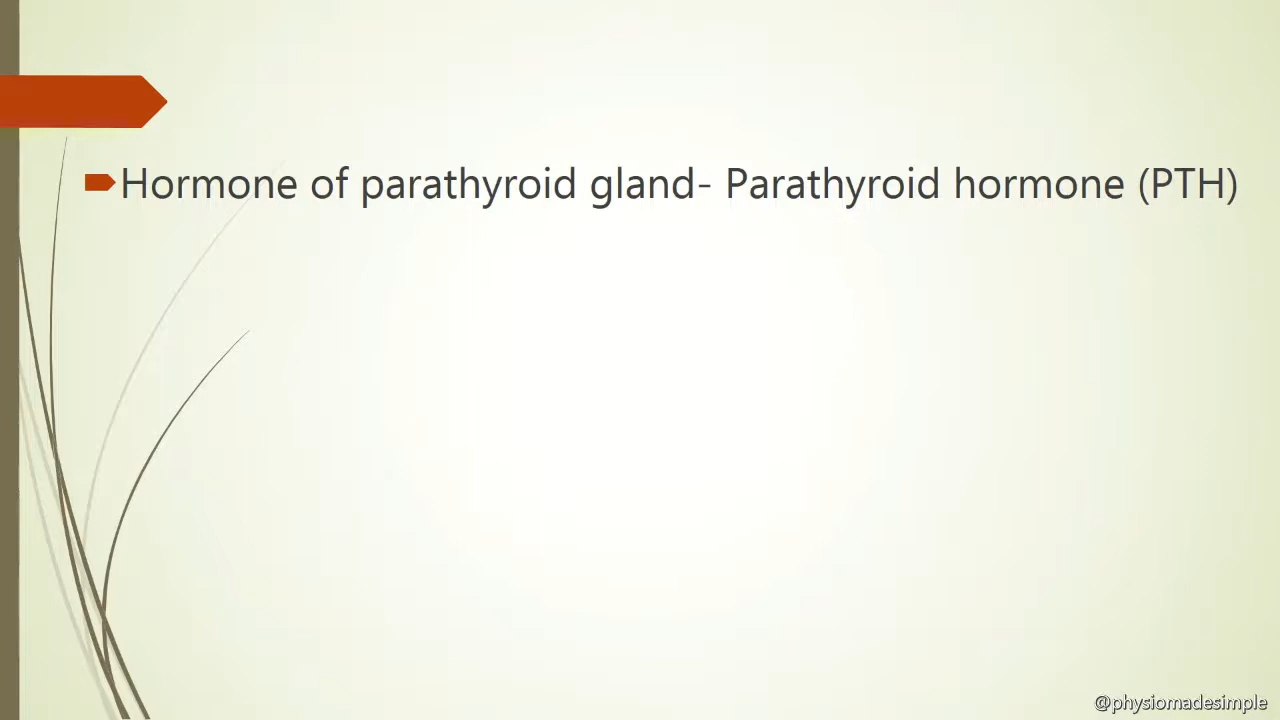 Hormone of parathyroid gland- Parathyroid hormone (PTH)
@physiomadesimple